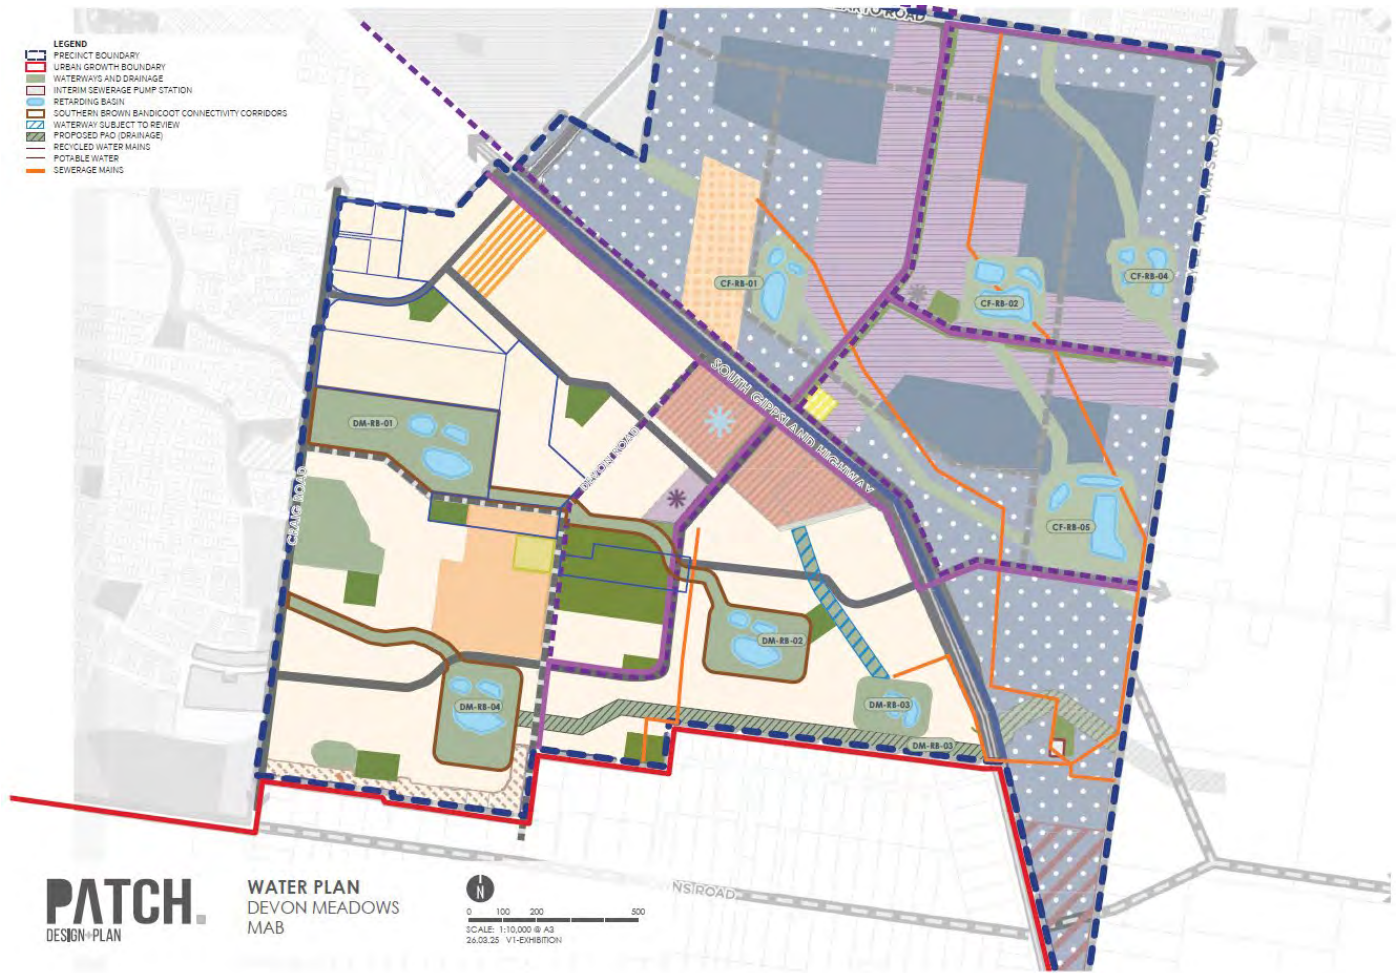 LEGEND
PRECINCT BOUNDARY
URBAN GROWTH BOUNDARY
WATERWAYS AND DRAINAGE
INTERIM SEWERAGE PUMP STATION
RETARDING BASIN
SOUTHERN BROWN BANDICOOT CONNECTIVITY CORRIDORS
WATERWAY SUBJECT TO REVIEW
PROPOSED PAO (DRAINAGE)
RECYCLED WATER MAINS
POTABLE WATER
SEWERAGE MAINS
ROAD
CF-RB-01
CF-RB-02
CF-RB-04
SOUTH GIPPSLAND HIGHWAY
DM-RB-01
DEVON ROAD
CRAIG ROAD
CF-RB-05
DM-RB-02
DM-RB-04
DM-RB-03
DM-RB-03
NS ROAD
PATCH.
DESIGN+PLAN
WATER PLAN
DEVON MEADOWS
MAB
N
0 100 200 500
SCALE: 1:10,000 @ A3
26.03.25 V1-EXHIBITION